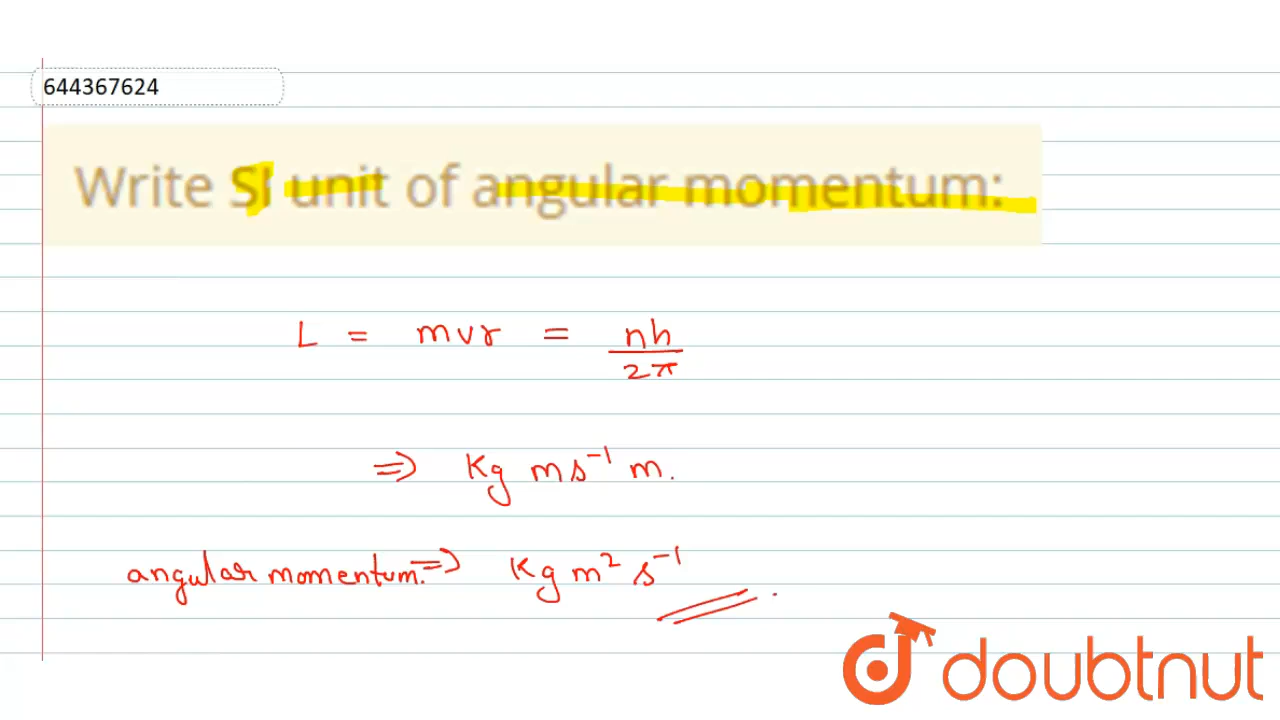 644367624
Write SI unit of angular momentum:
L = mvr = nh/2π
⇒ Kg ms⁻¹ m.
angular momentum. ⇒ Kg m² s⁻¹
doubtnut